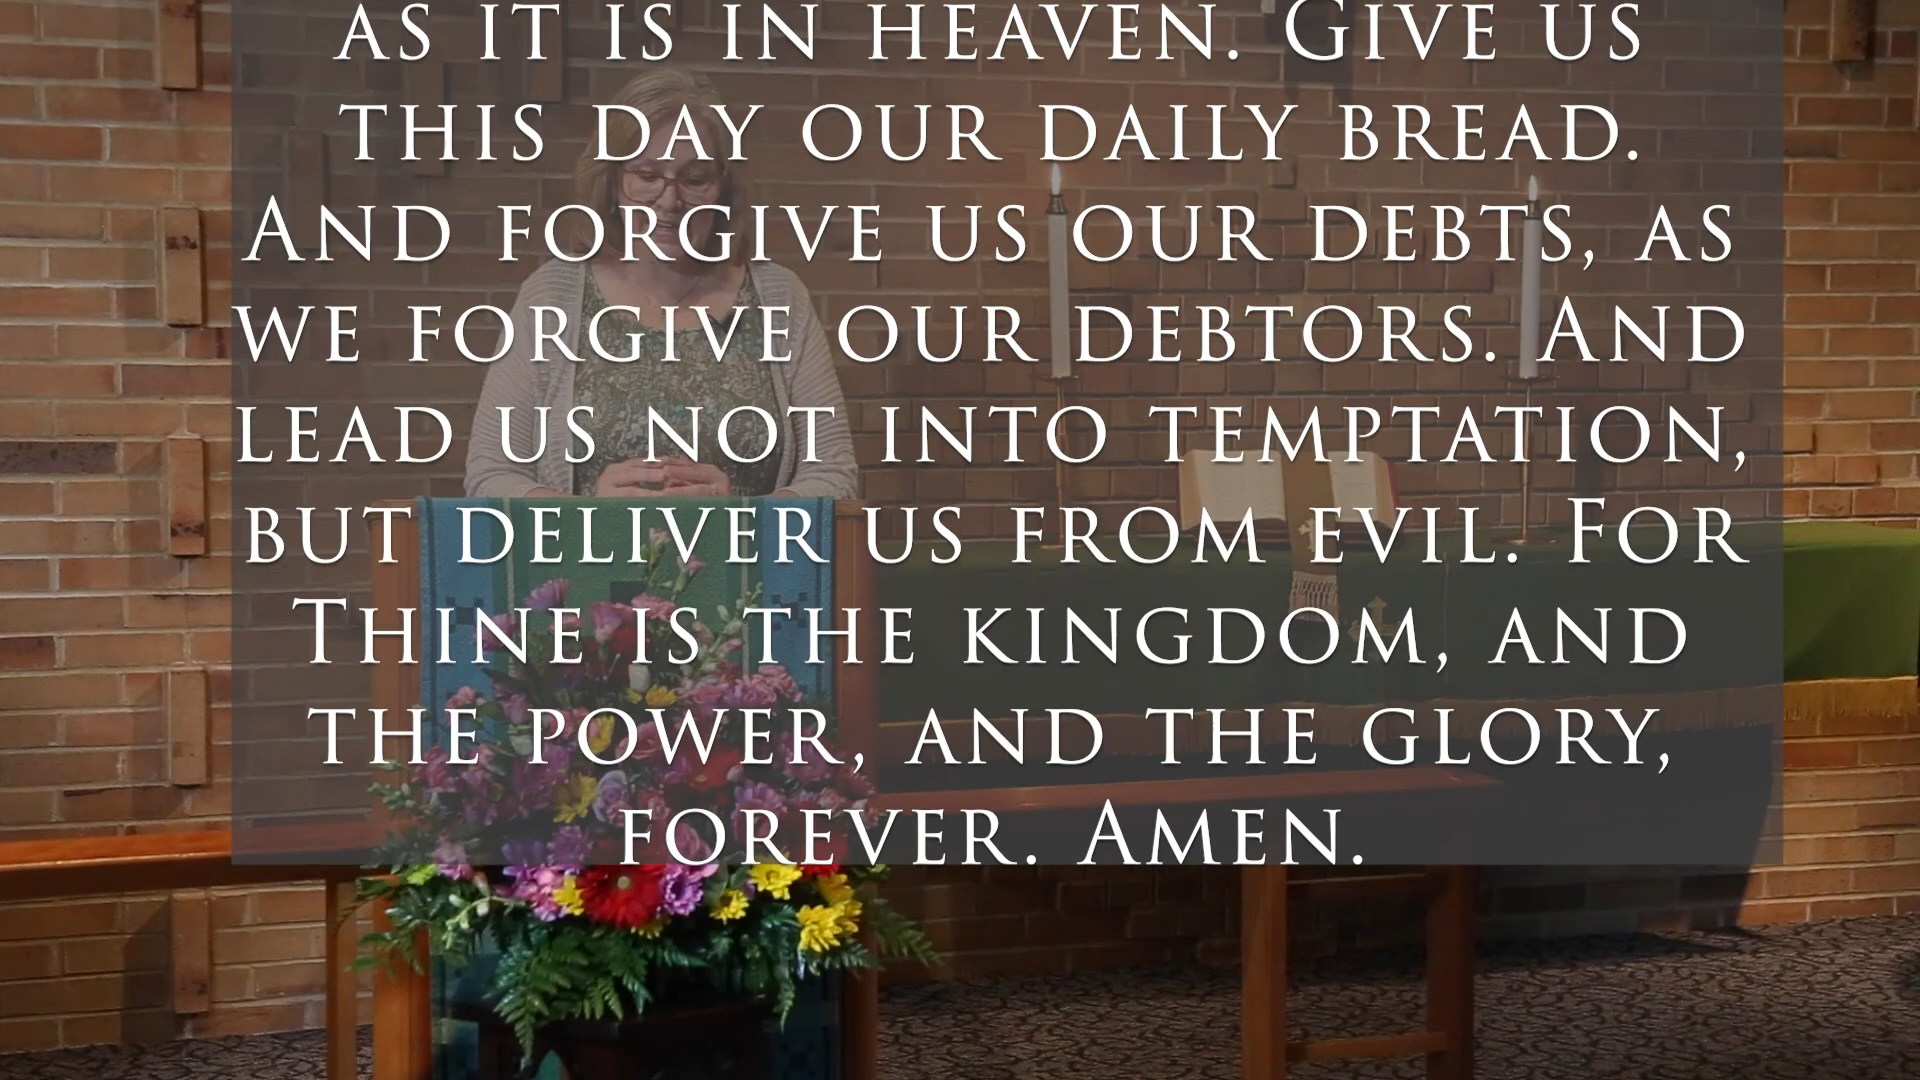 as it is in heaven. Give us
this day our daily bread.
And forgive us our debts, as
we forgive our debtors. And
lead us not into temptation,
but deliver us from evil. For
Thine is the kingdom, and
the power, and the glory,
forever. Amen.